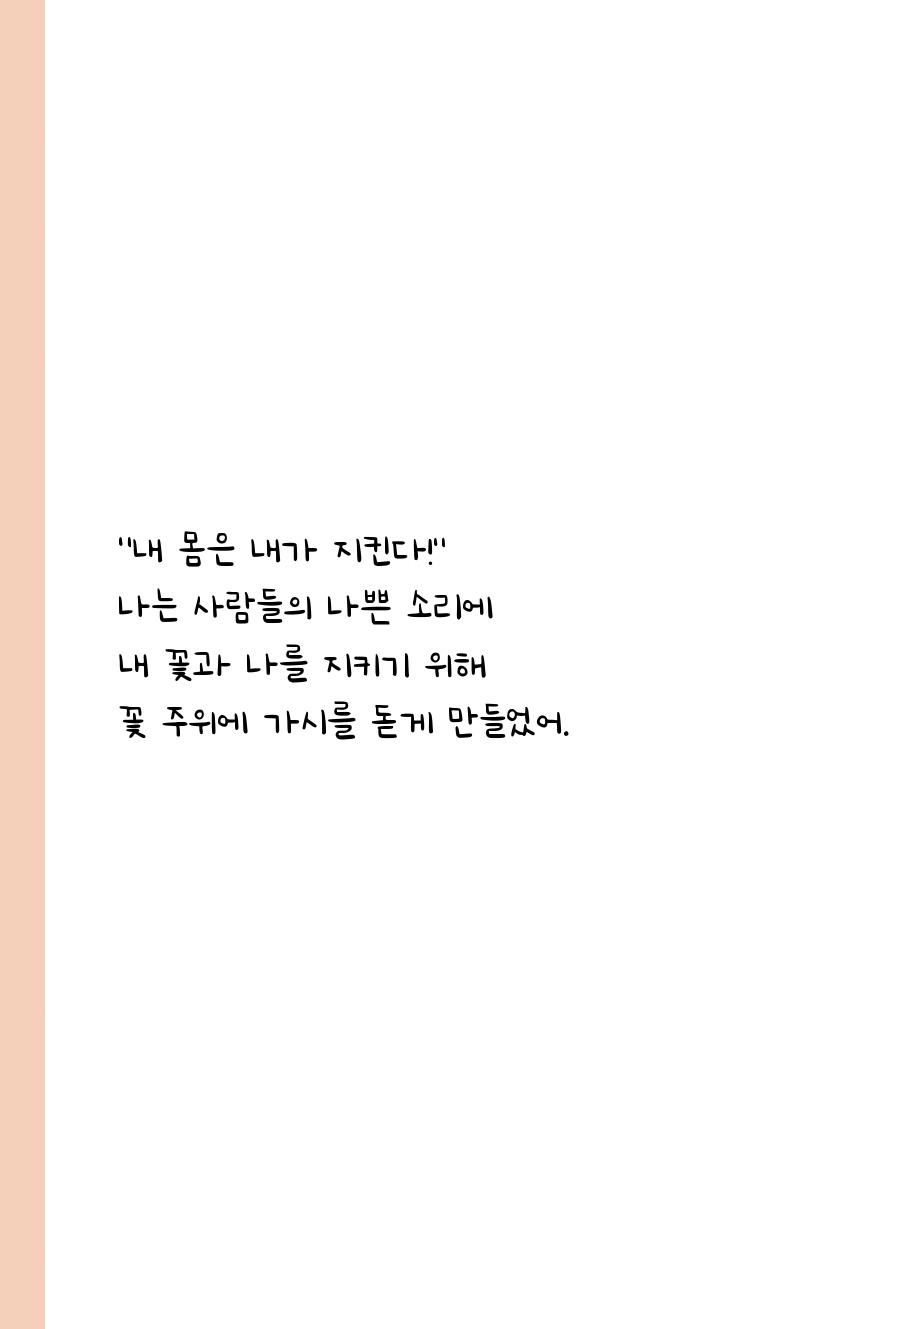 "내 몸은 내가 지킨다!"
나는 사람들의 나쁜 소리에
내 꽃과 나를 지키기 위해
꽃 주위에 가시를 돋게 만들었어.